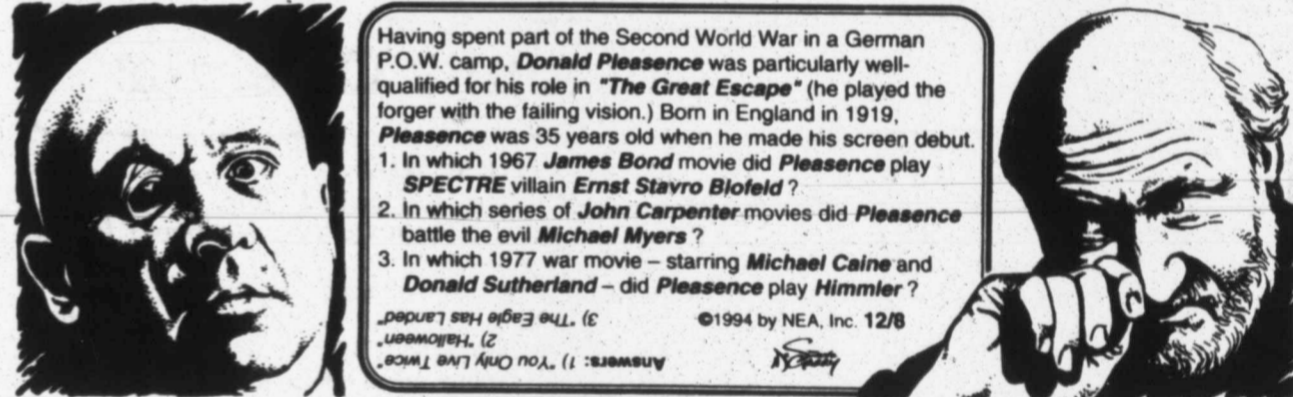 Having spent part of the Second World War in a German
P.O.W. camp, Donald Pleasence was particularly well-
qualified for his role in "The Great Escape" (he played the
forger with the failing vision.) Born in England in 1919,
Pleasence was 35 years old when he made his screen debut.
1. In which 1967 James Bond movie did Pleasence play
SPECTRE villain Ernst Stavro Blofeld ?
2. In which series of John Carpenter movies did Pleasence
battle the evil Michael Myers ?
3. In which 1977 war movie – starring Michael Caine and
Donald Sutherland – did Pleasence play Himmler ?
©1994 by NEA, Inc. 12/8
Answers: 1) "You Only Live Twice"
2) "Halloween"
3) "The Eagle Has Landed"